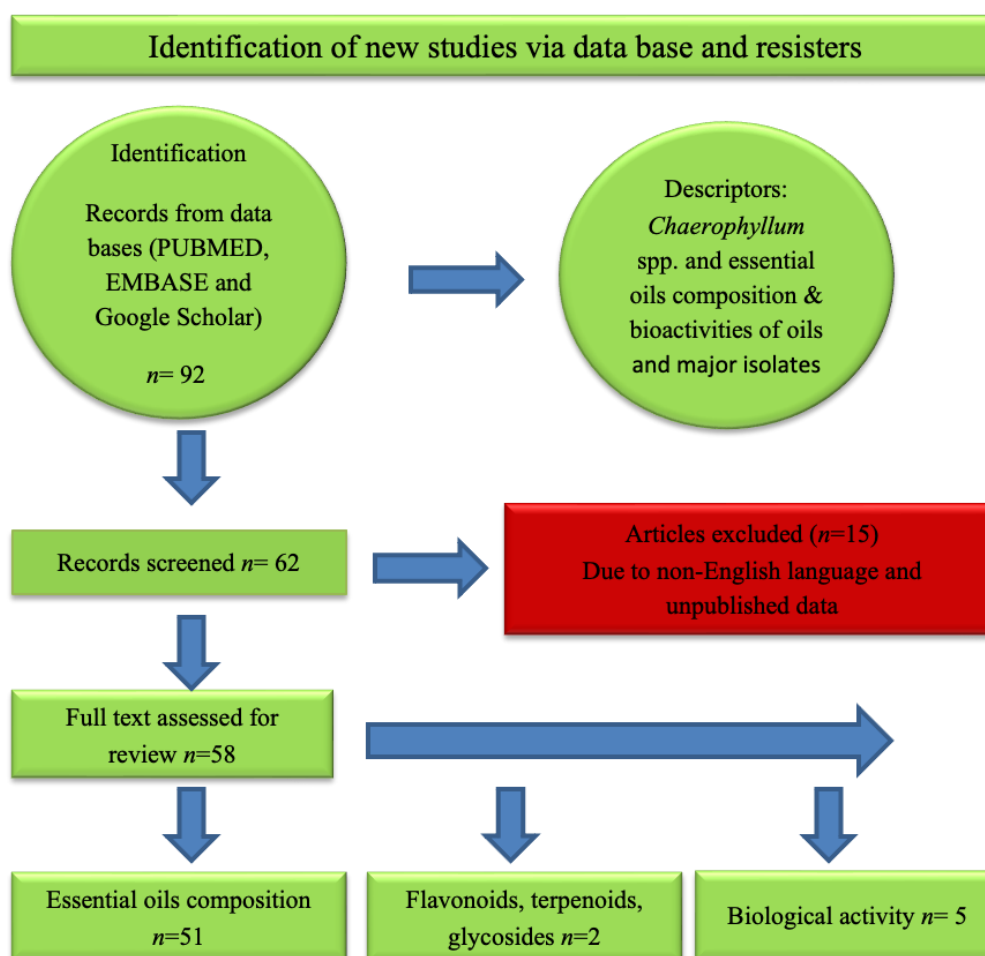 Identification of new studies via data base and resisters
Identification
Records from data
bases (PUBMED,
EMBASE and
Google Scholar)
n= 92
Descriptors:
Chaerophyllum
spp. and essential
oils composition &
bioactivities of oils
and major isolates
Records screened n= 62
Articles excluded (n=15)
Due to non-English language and
unpublished data
Full text assessed for
review n=58
Essential oils composition
n=51
Flavonoids, terpenoids,
glycosides n=2
Biological activity n= 5